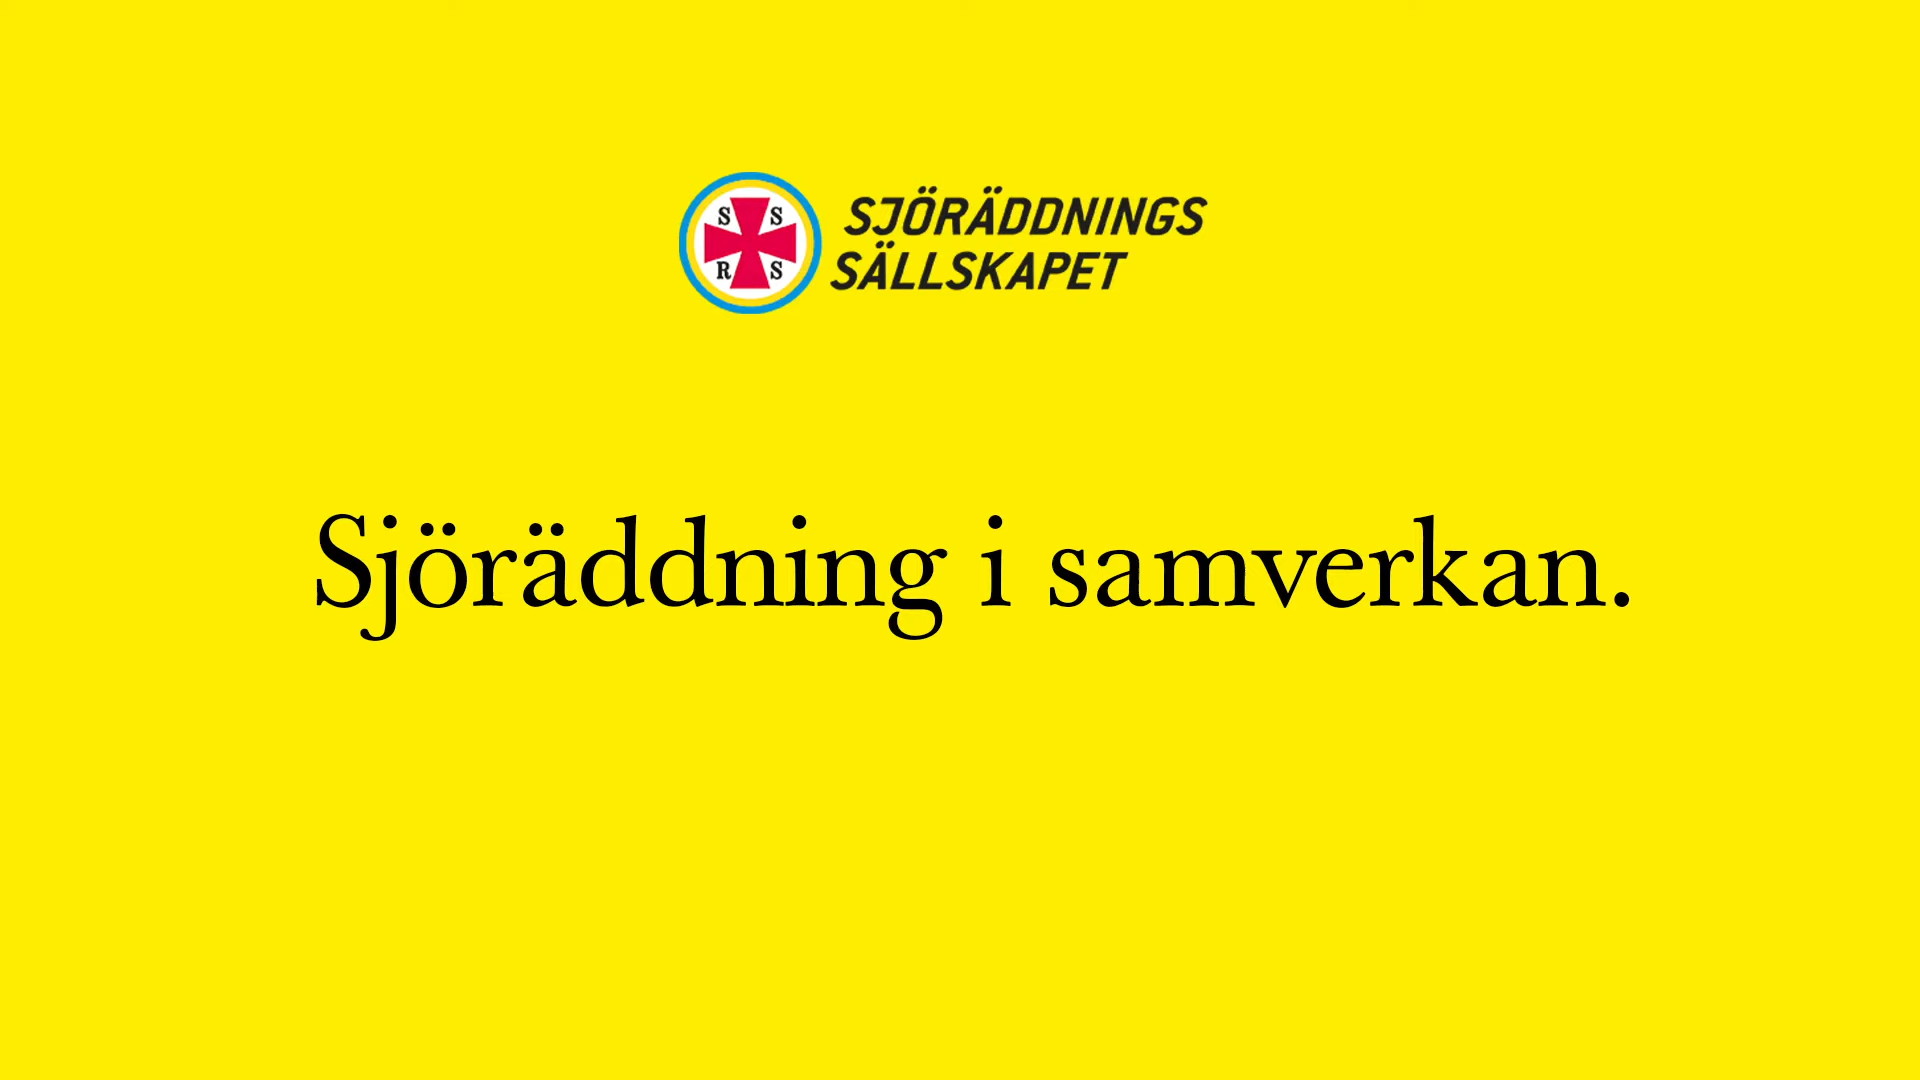 S S
R S
SJÖRÄDDNINGS
SÄLLSKAPET
Sjöräddning i samverkan.